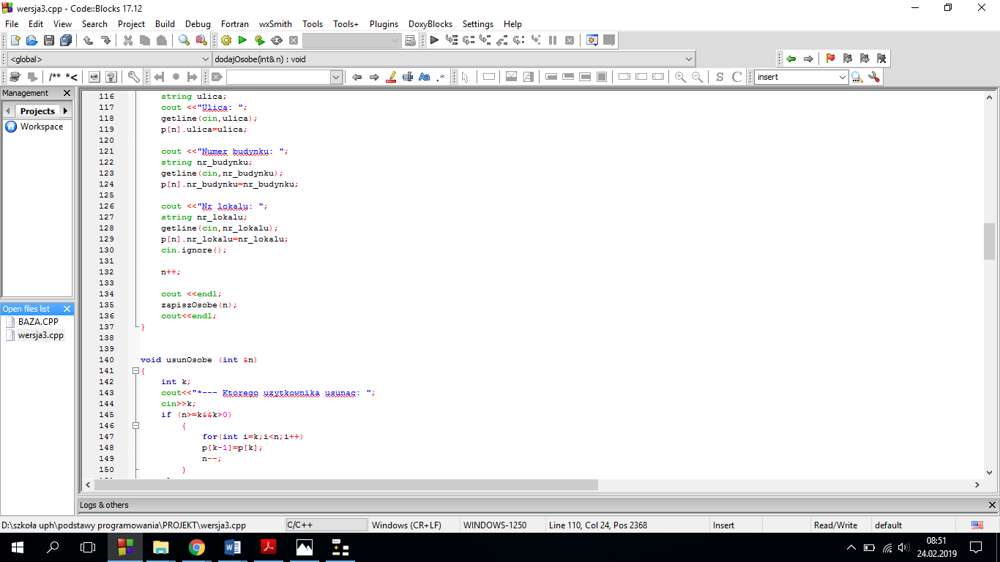 wersja3.cpp - Code::Blocks 17.12
File Edit View Search Project Build Debug Fortran wxSmith Tools Tools+ Plugins DoxyBlocks Settings Help
<global> dodajOsobe(int& n) : void
/** *< Aa .* S C insert
Management
Projects
Workspace
Open files list
BAZA.CPP
wersja3.cpp
116 string ulica;
117 cout <<"Ulica: ";
118 getline(cin,ulica);
119 p[n].ulica=ulica;
120
121 cout <<"Numer budynku: ";
122 string nr_budynku;
123 getline(cin,nr_budynku);
124 p[n].nr_budynku=nr_budynku;
125
126 cout <<"Nr lokalu: ";
127 string nr_lokalu;
128 getline(cin,nr_lokalu);
129 p[n].nr_lokalu=nr_lokalu;
130 cin.ignore();
131
132 n++;
133
134 cout <<endl;
135 zapiszOsobe(n);
136 cout<<endl;
137 }
138
139
140 void usunOsobe (int &n)
141 {
142 int k;
143 cout<<"*--- Ktorego uzytkownika usunac: ";
144 cin>>k;
145 if (n>=k&&k>0)
146 {
147 for(int i=k;i<n;i++)
148 p[k-1]=p[k];
149 n--;
150 }
Logs & others
D:\szkoła uph\podstawy programowania\PROJEKT\wersja3.cpp C/C++ Windows (CR+LF) WINDOWS-1250 Line 110, Col 24, Pos 2368 Insert Read/Write default
08:51
24.02.2019